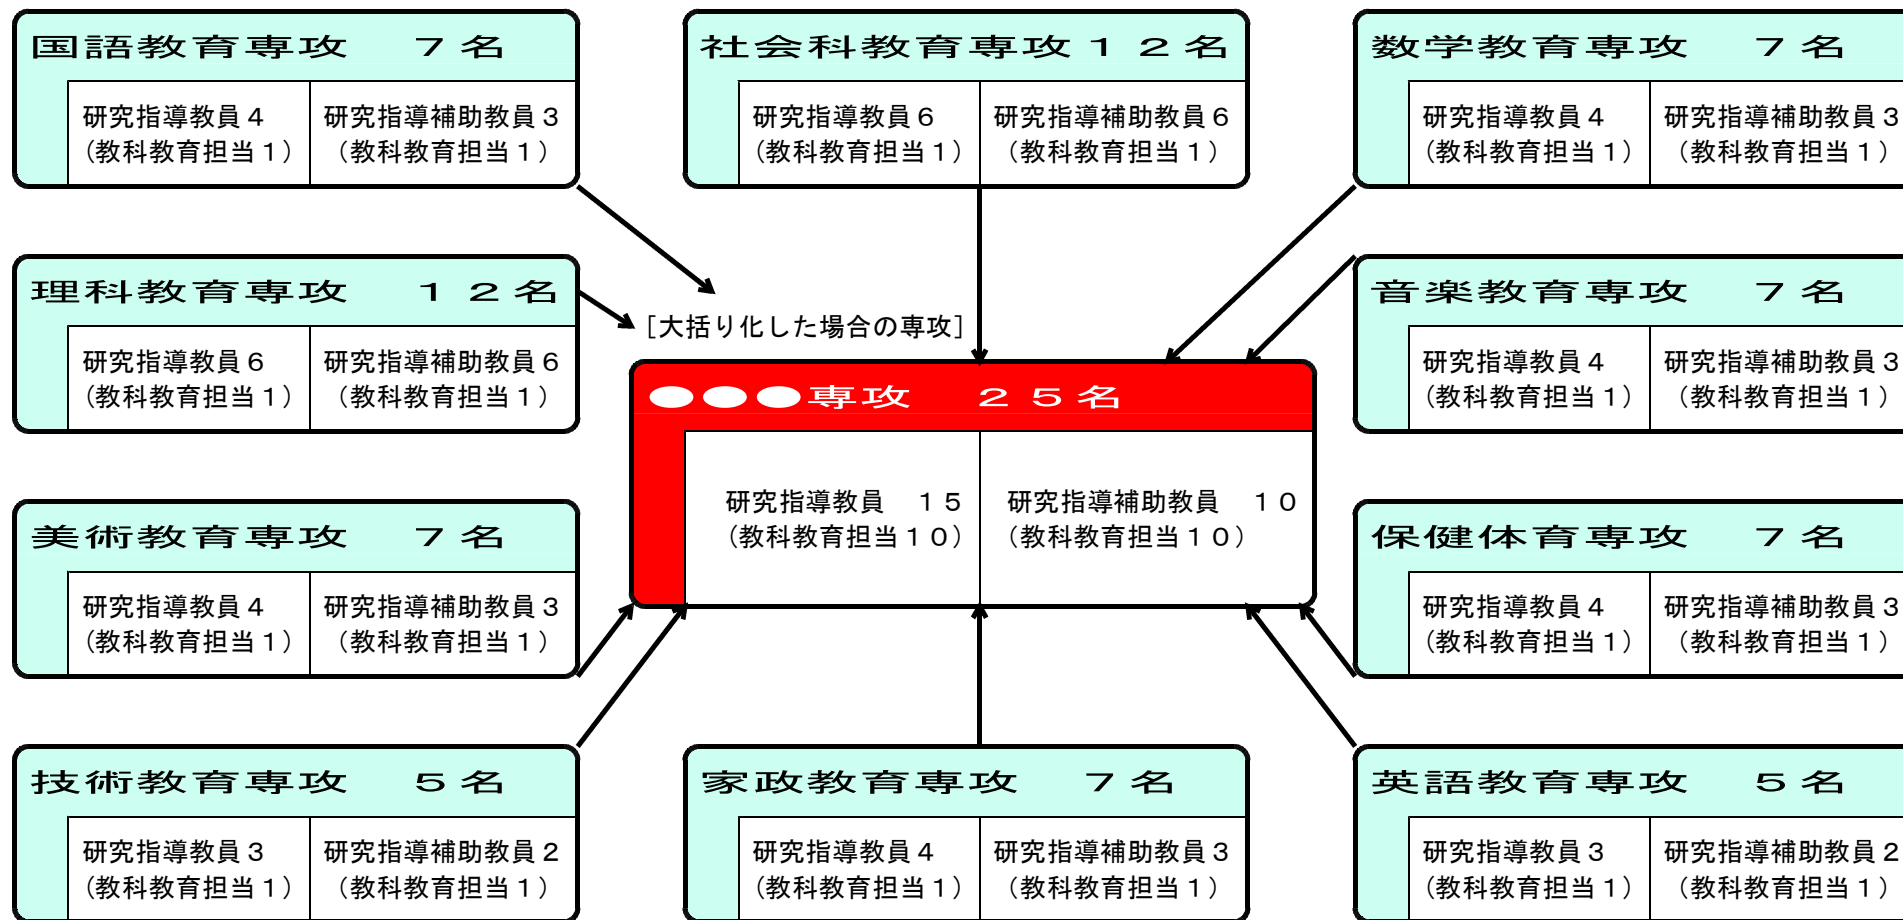 国語教育専攻　７名
研究指導教員４
（教科教育担当１）
研究指導補助教員３
（教科教育担当１）
社会科教育専攻１２名
研究指導教員６
（教科教育担当１）
研究指導補助教員６
（教科教育担当１）
数学教育専攻　７名
研究指導教員４
（教科教育担当１）
研究指導補助教員３
（教科教育担当１）
理科教育専攻　１２名
研究指導教員６
（教科教育担当１）
研究指導補助教員６
（教科教育担当１）
［大括り化した場合の専攻］
●●●専攻　２５名
研究指導教員　１５
（教科教育担当１０）
研究指導補助教員　１０
（教科教育担当１０）
音楽教育専攻　７名
研究指導教員４
（教科教育担当１）
研究指導補助教員３
（教科教育担当１）
美術教育専攻　７名
研究指導教員４
（教科教育担当１）
研究指導補助教員３
（教科教育担当１）
保健体育専攻　７名
研究指導教員４
（教科教育担当１）
研究指導補助教員３
（教科教育担当１）
技術教育専攻　５名
研究指導教員３
（教科教育担当１）
研究指導補助教員２
（教科教育担当１）
家政教育専攻　７名
研究指導教員４
（教科教育担当１）
研究指導補助教員３
（教科教育担当１）
英語教育専攻　５名
研究指導教員３
（教科教育担当１）
研究指導補助教員２
（教科教育担当１）